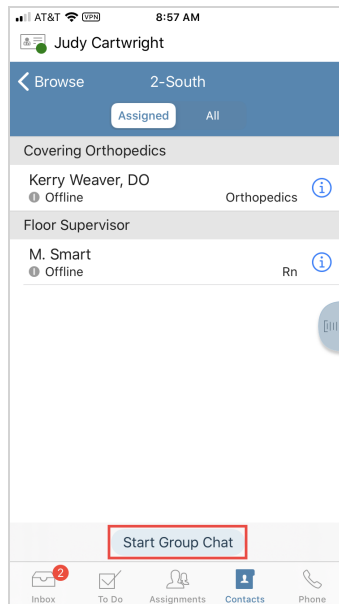 AT&T VPN 8:57 AM
Judy Cartwright
Browse 2-South
Assigned All
Covering Orthopedics
Kerry Weaver, DO
Offline Orthopedics
Floor Supervisor
M. Smart
Offline Rn
Start Group Chat
2
Inbox To Do Assignments Contacts Phone